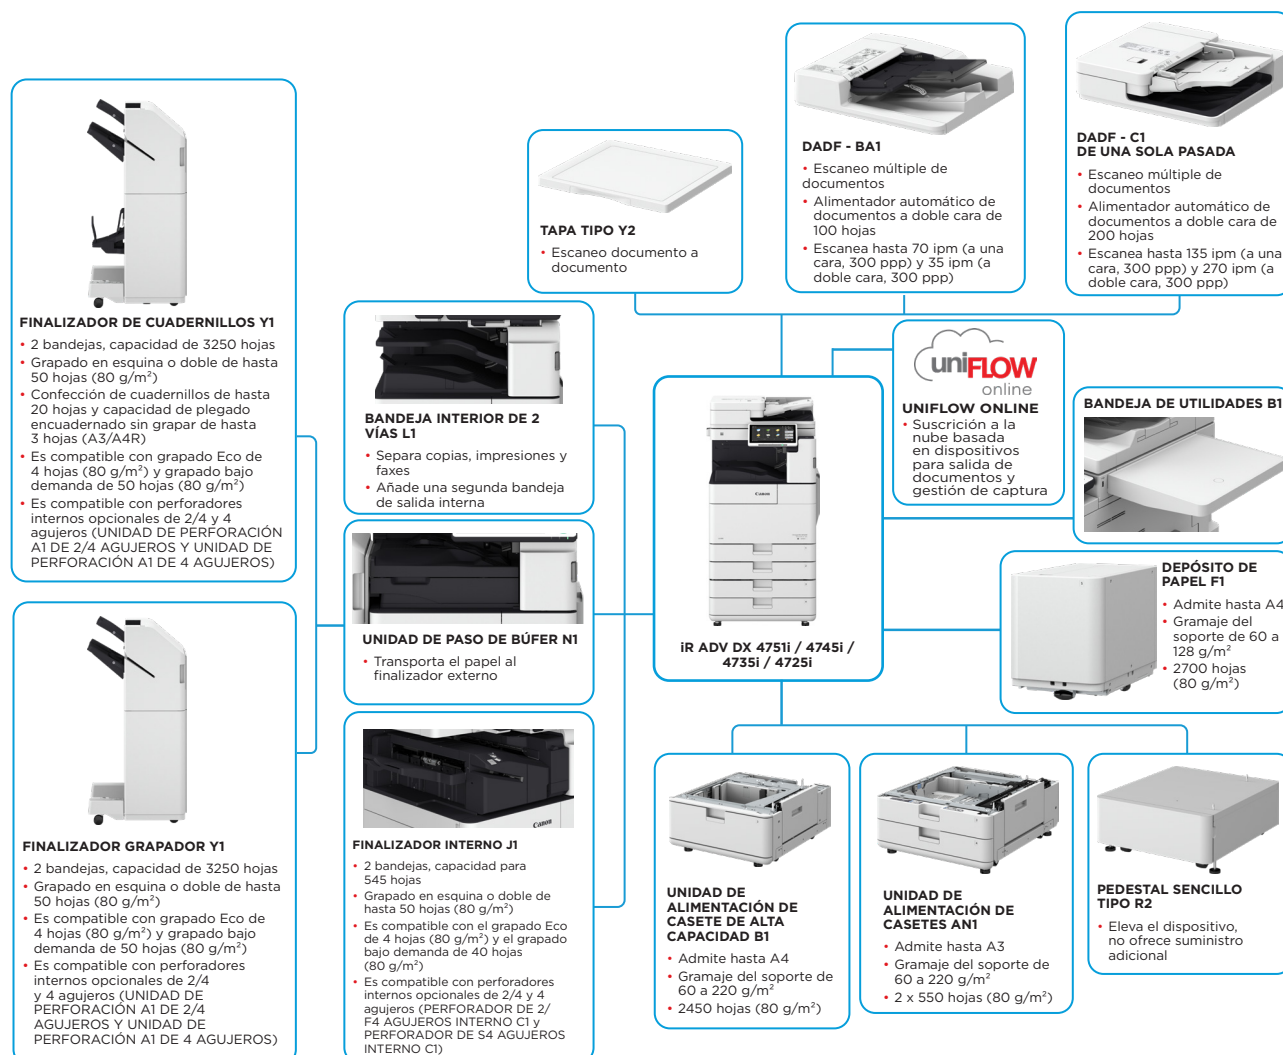 FINALIZADOR DE CUADERNILLOS Y1
• 2 bandejas, capacidad de 3250 hojas
• Grapado en esquina o doble de hasta
50 hojas (80 g/m²)
• Confección de cuadernillos de hasta
20 hojas y capacidad de plegado
encuadernado sin grapar de hasta
3 hojas (A3/A4R)
• Es compatible con grapado Eco de
4 hojas (80 g/m²) y grapado bajo
demanda de 50 hojas (80 g/m²)
• Es compatible con perforadores
internos opcionales de 2/4 y 4
agujeros (UNIDAD DE PERFORACIÓN
A1 DE 2/4 AGUJEROS Y UNIDAD DE
PERFORACIÓN A1 DE 4 AGUJEROS)
FINALIZADOR GRAPADOR Y1
• 2 bandejas, capacidad de 3250 hojas
• Grapado en esquina o doble de hasta
50 hojas (80 g/m²)
• Es compatible con grapado Eco de
4 hojas (80 g/m²) y grapado bajo
demanda de 50 hojas (80 g/m²)
• Es compatible con perforadores
internos opcionales de 2/4
y 4 agujeros (UNIDAD DE
PERFORACIÓN A1 DE 2/4
AGUJEROS Y UNIDAD DE
PERFORACIÓN A1 DE 4 AGUJEROS)
BANDEJA INTERIOR DE 2
VÍAS L1
• Separa copias, impresiones y
faxes
• Añade una segunda bandeja
de salida interna
UNIDAD DE PASO DE BÚFER N1
• Transporta el papel al
finalizador externo
Canon
FINALIZADOR INTERNO J1
• 2 bandejas, capacidad para
545 hojas
• Grapado en esquina o doble de
hasta 50 hojas (80 g/m²)
• Es compatible con el grapado Eco
de 4 hojas (80 g/m²) y el grapado
bajo demanda de 40 hojas
(80 g/m²)
• Es compatible con perforadores
internos opcionales de 2/4 y 4
agujeros (PERFORADOR DE 2/
F4 AGUJEROS INTERNO C1 y
PERFORADOR DE S4 AGUJEROS
INTERNO C1)
TAPA TIPO Y2
• Escaneo documento a
documento
DADF - BA1
• Escaneo múltiple de
documentos
• Alimentador automático de
documentos a doble cara de
100 hojas
• Escanea hasta 70 ipm (a una
cara, 300 ppp) y 35 ipm (a
doble cara, 300 ppp)
DADF - C1
DE UNA SOLA PASADA
• Escaneo múltiple de
documentos
• Alimentador automático de
documentos a doble cara de
200 hojas
• Escanea hasta 135 ipm (a una
cara, 300 ppp) y 270 ipm (a
doble cara, 300 ppp)
Canon
iR ADV DX 4751i / 4745i /
4735i / 4725i
uniFLOW
online
UNIFLOW ONLINE
• Suscrición a la
nube basada
en dispositivos
para salida de
documentos y
gestión de captura
BANDEJA DE UTILIDADES B1
DEPÓSITO DE
PAPEL F1
• Admite hasta A4
• Gramaje del
soporte de 60 a
128 g/m²
• 2700 hojas
(80 g/m²)
UNIDAD DE
ALIMENTACIÓN DE
CASETE DE ALTA
CAPACIDAD B1
• Admite hasta A4
• Gramaje del soporte de
60 a 220 g/m²
• 2450 hojas (80 g/m²)
UNIDAD DE
ALIMENTACIÓN DE
CASETES AN1
• Admite hasta A3
• Gramaje del soporte de
60 a 220 g/m²
• 2 x 550 hojas (80 g/m²)
PEDESTAL SENCILLO
TIPO R2
• Eleva el dispositivo,
no ofrece suministro
adicional